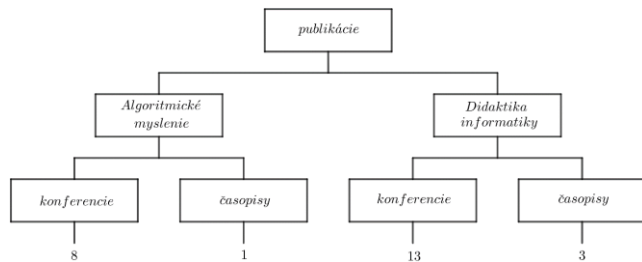 publikácie
Algoritmické
myslenie
Didaktika
informatiky
konferencie
časopisy
konferencie
časopisy
8
1
13
3